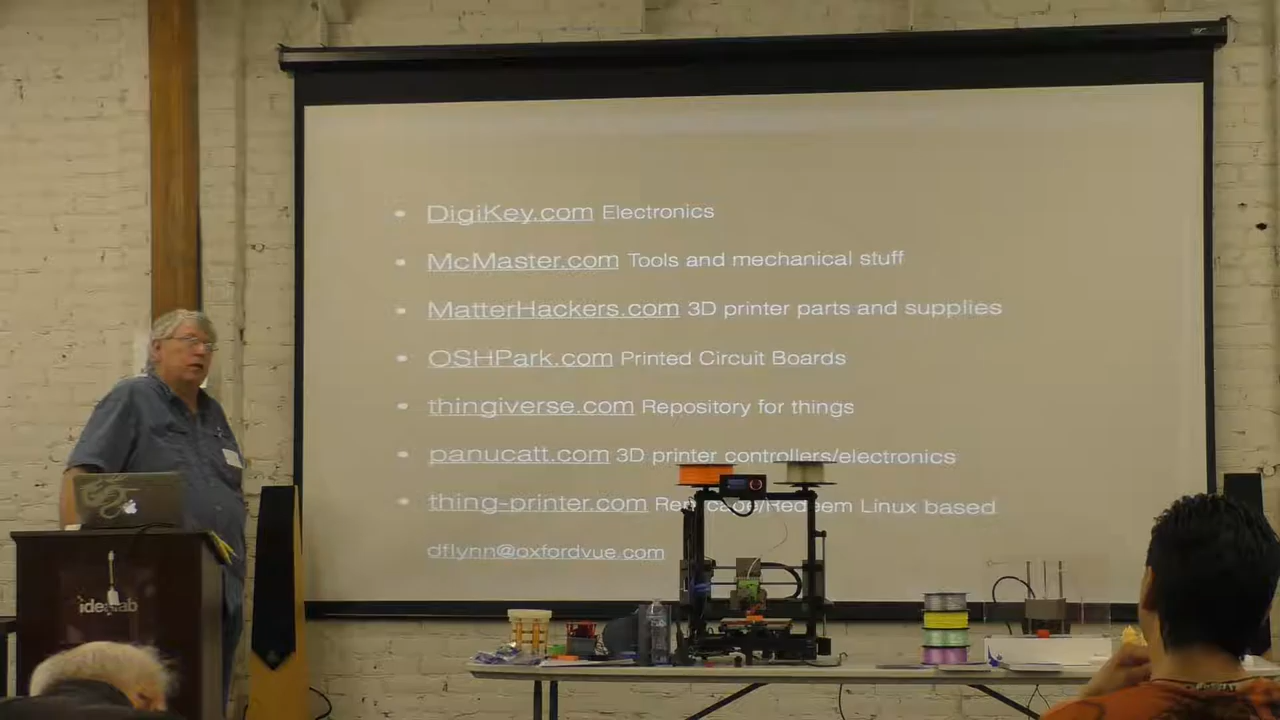 DigiKey.com Electronics
McMaster.com Tools and mechanical stuff
MatterHackers.com 3D printer parts and supplies
OSHPark.com Printed Circuit Boards
thingiverse.com Repository for things
panucatt.com 3D printer controllers/electronics
thing-printer.com Linux based
dflynn@oxfordvue.com
idealab